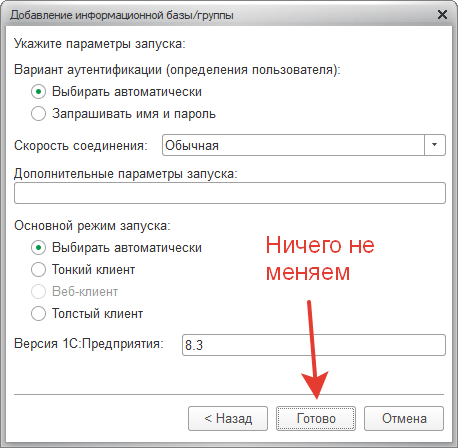 Добавление информационной базы/группы
Укажите параметры запуска:
Вариант аутентификации (определения пользователя):
Выбирать автоматически
Запрашивать имя и пароль
Скорость соединения: Обычная
Дополнительные параметры запуска:
Основной режим запуска:
Выбирать автоматически
Тонкий клиент
Веб-клиент
Толстый клиент
Ничего не
меняем
Версия 1С:Предприятия: 8.3
< Назад Готово Отмена